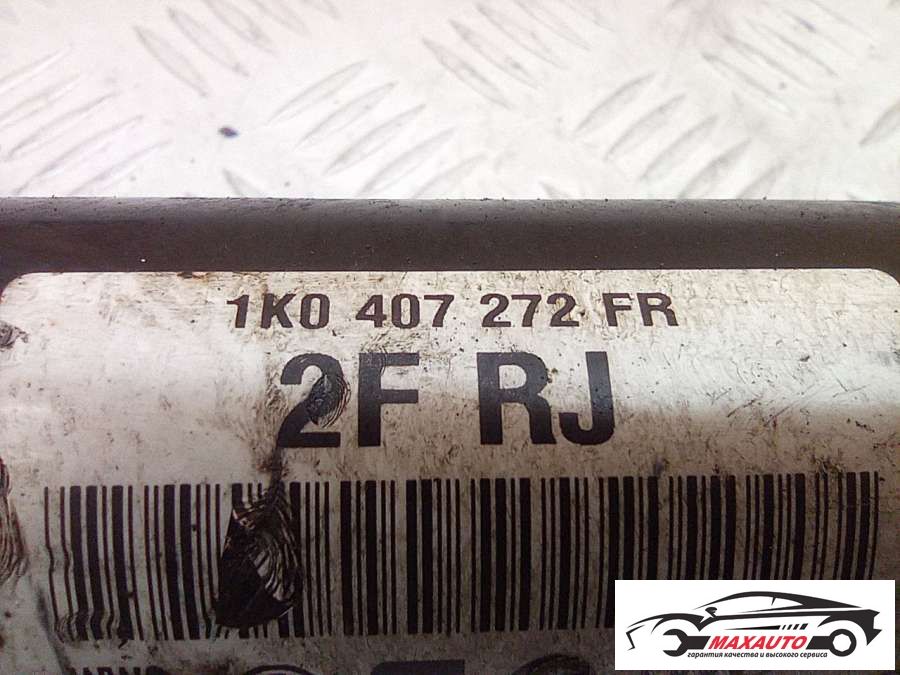 1K0 407 272 FR
2F RJ
MAXAUTO
гарантия качества и высокого сервиса